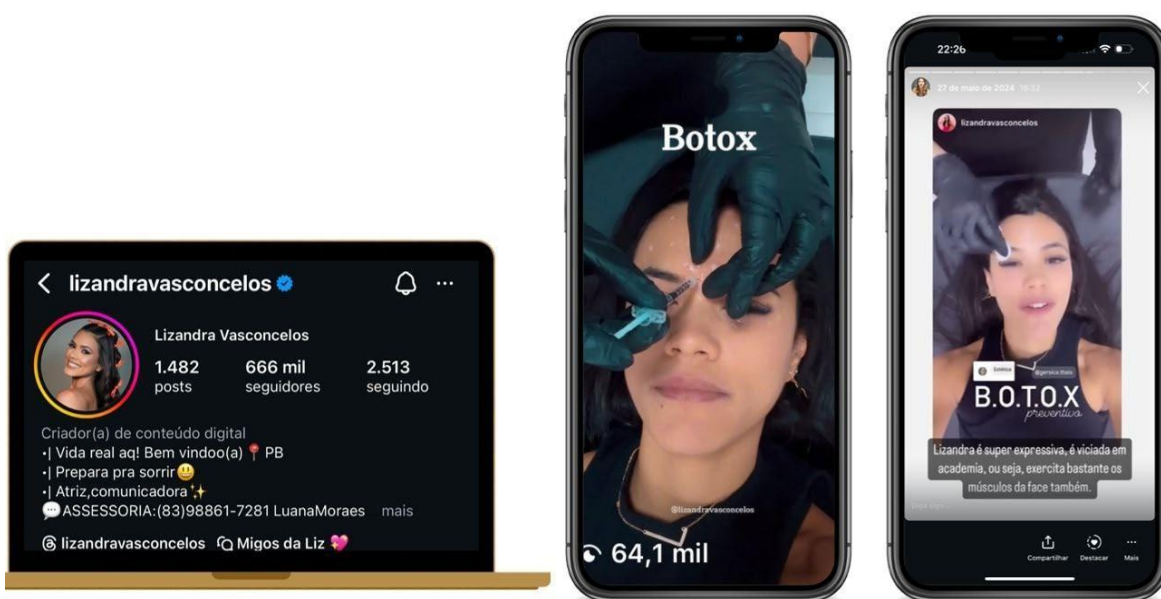 lizandravasconcelos
Lizandra Vasconcelos
1.482 666 mil 2.513
posts seguidores seguindo
Criador(a) de conteúdo digital
•| Vida real aq! Bem vindoo(a) 📍 PB
•| Prepara pra sorrir😃
•| Atriz,comunicadora✨
💬ASSESSORIA:(83)98861-7281 LuanaMoraes mais
lizandravasconcelos Migos da Liz 💖
Botox
@lizandravasconcelos
64,1 mil
22:26
27 de maio de 2024 16:32
lizandravasconcelos
B.O.T.O.X
preventivo
Lizandra é super expressiva, é viciada em
academia, ou seja, exercita bastante os
músculos da face também.
Compartilhar Destacar Mais